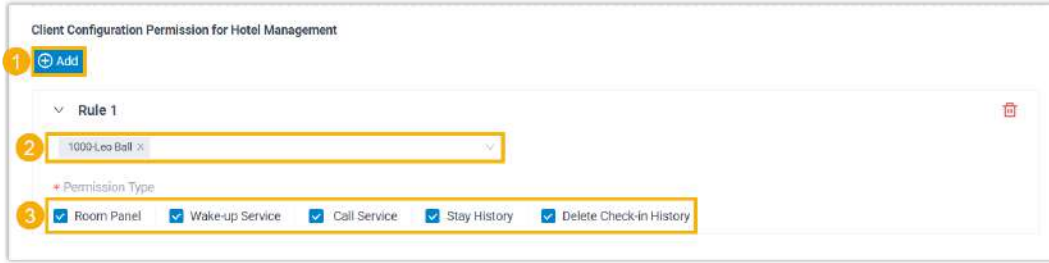 Client Configuration Permission for Hotel Management
1 Add
Rule 1
2 1000-Leo Ball ×
* Permission Type
3 Room Panel Wake-up Service Call Service Stay History Delete Check-in History